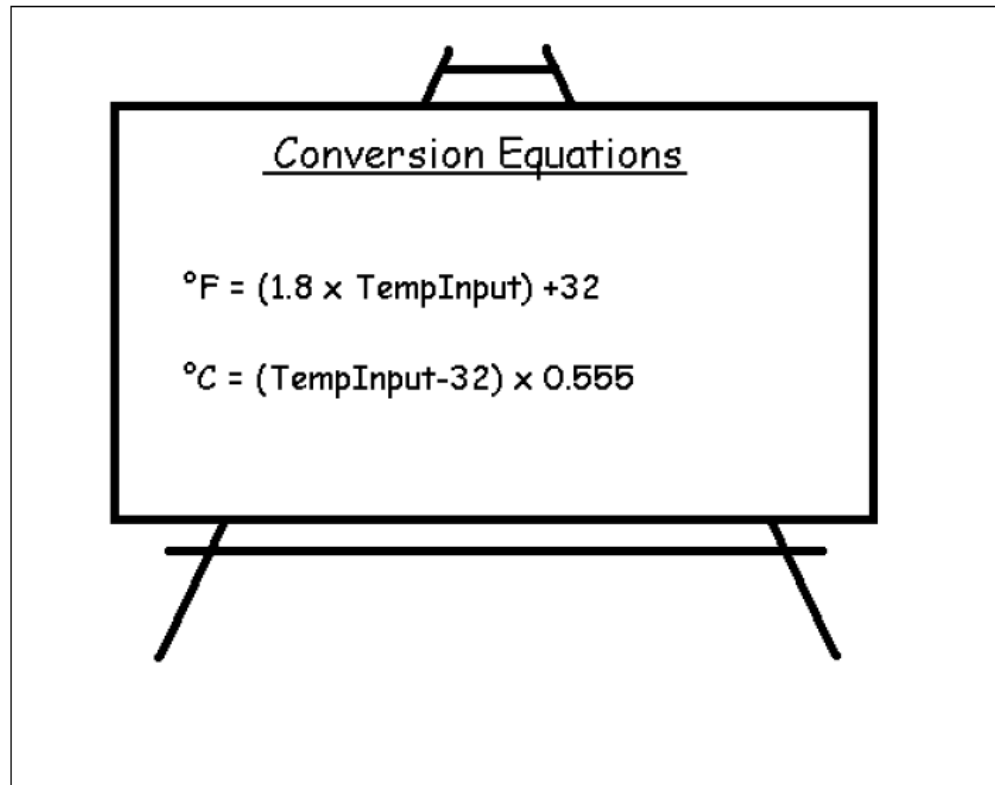 Conversion Equations
°F = (1.8 x TempInput) +32
°C = (TempInput-32) x 0.555